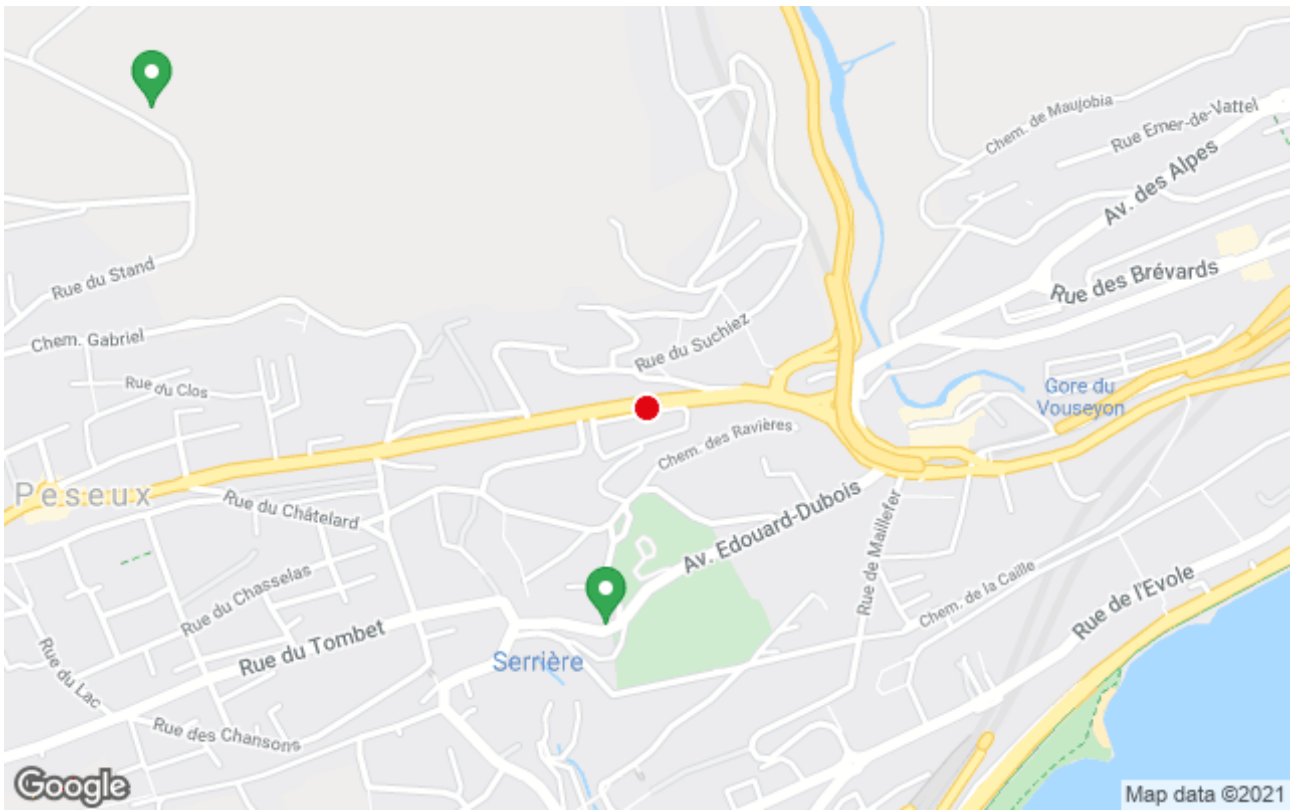 Chem. de Maujobia
Rue Emer-de-Vattel
Av. des Alpes
Rue des Brévards
Rue du Stand
Chem. Gabriel
Rue du Suchiez
Rue du Clos
Gore du
Vouseyon
Chem. des Ravières
Peseux
Rue du Châtelard
Av. Edouard-Dubois
Rue de Maillefer
Rue du Chasselas
Chem. de la Caille
Rue de l'Evole
Rue du Tombet
Serrière
Rue du Lac
Rue des Chansons
Google
Map data ©2021